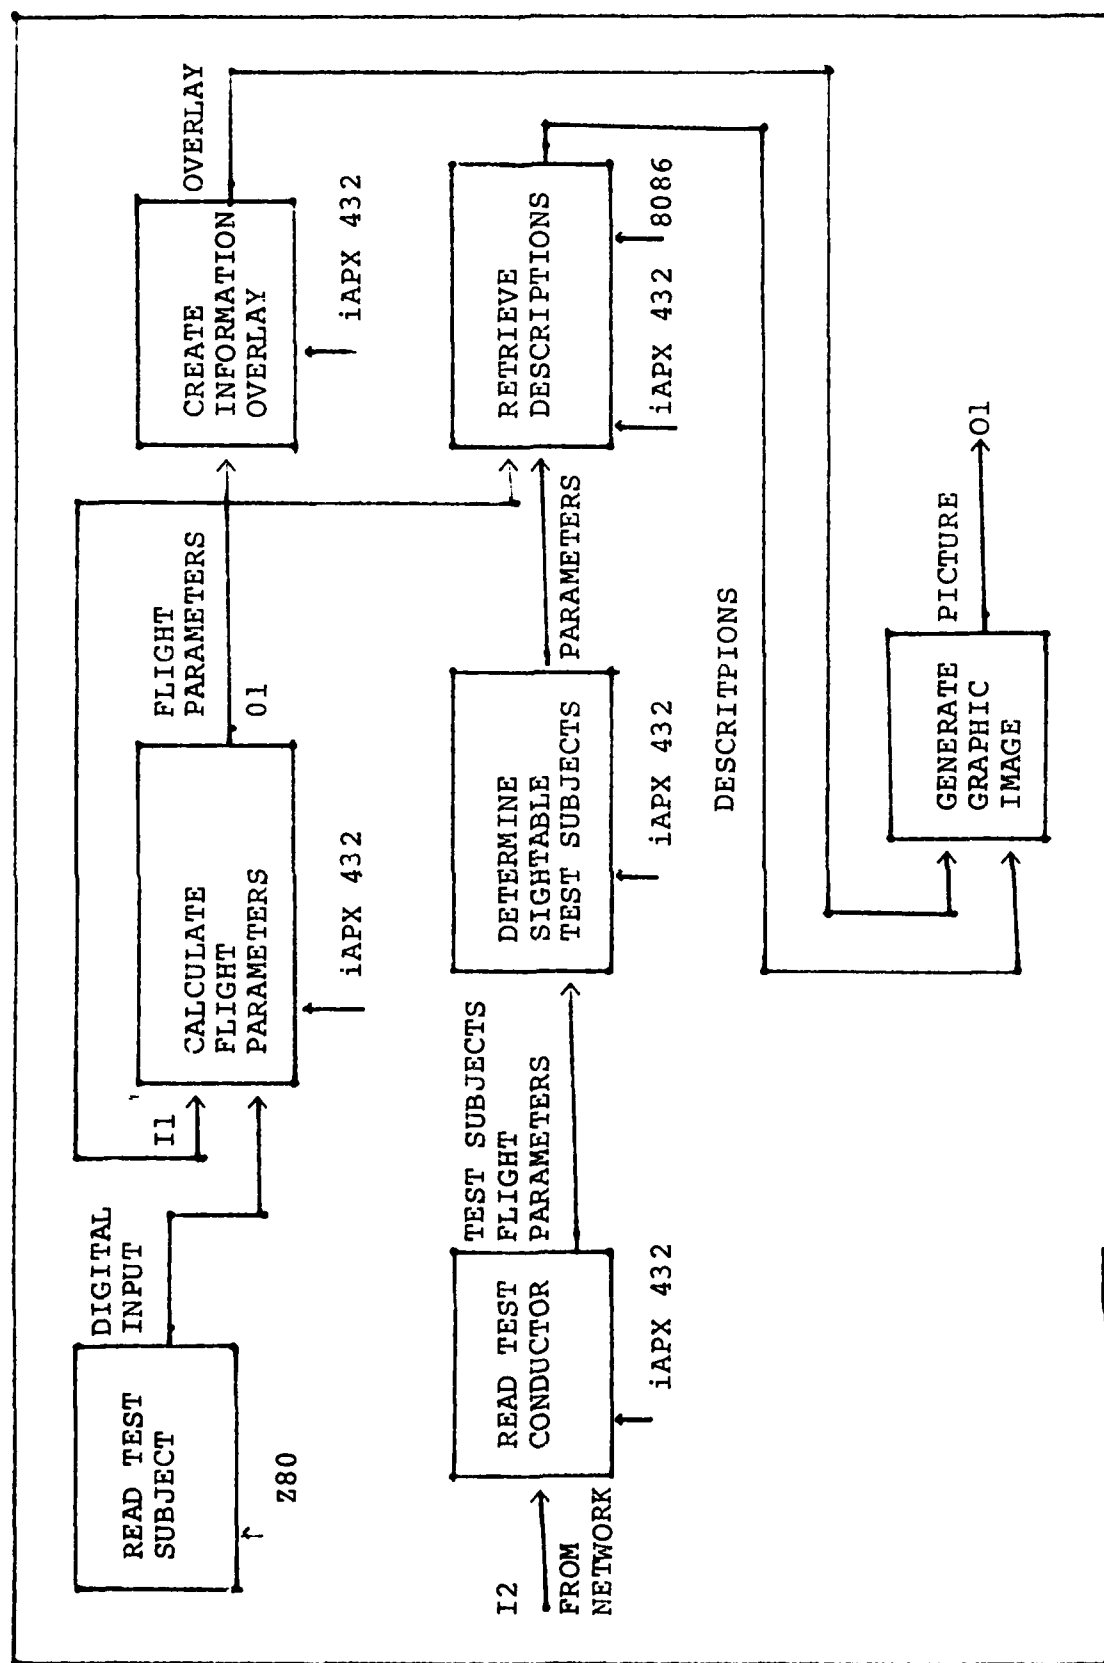 READ TEST
SUBJECT
Z80
DIGITAL
INPUT
I1
CALCULATE
FLIGHT
PARAMETERS
iAPX 432
FLIGHT
PARAMETERS
O1
CREATE
INFORMATION
OVERLAY
iAPX 432
OVERLAY
I2
FROM
NETWORK
READ TEST
CONDUCTOR
iAPX 432
TEST SUBJECTS
FLIGHT
PARAMETERS
DETERMINE
SIGHTABLE
TEST SUBJECTS
iAPX 432
PARAMETERS
RETRIEVE
DESCRIPTIONS
iAPX 432
8086
DESCRITPIONS
GENERATE
GRAPHIC
IMAGE
PICTURE
O1